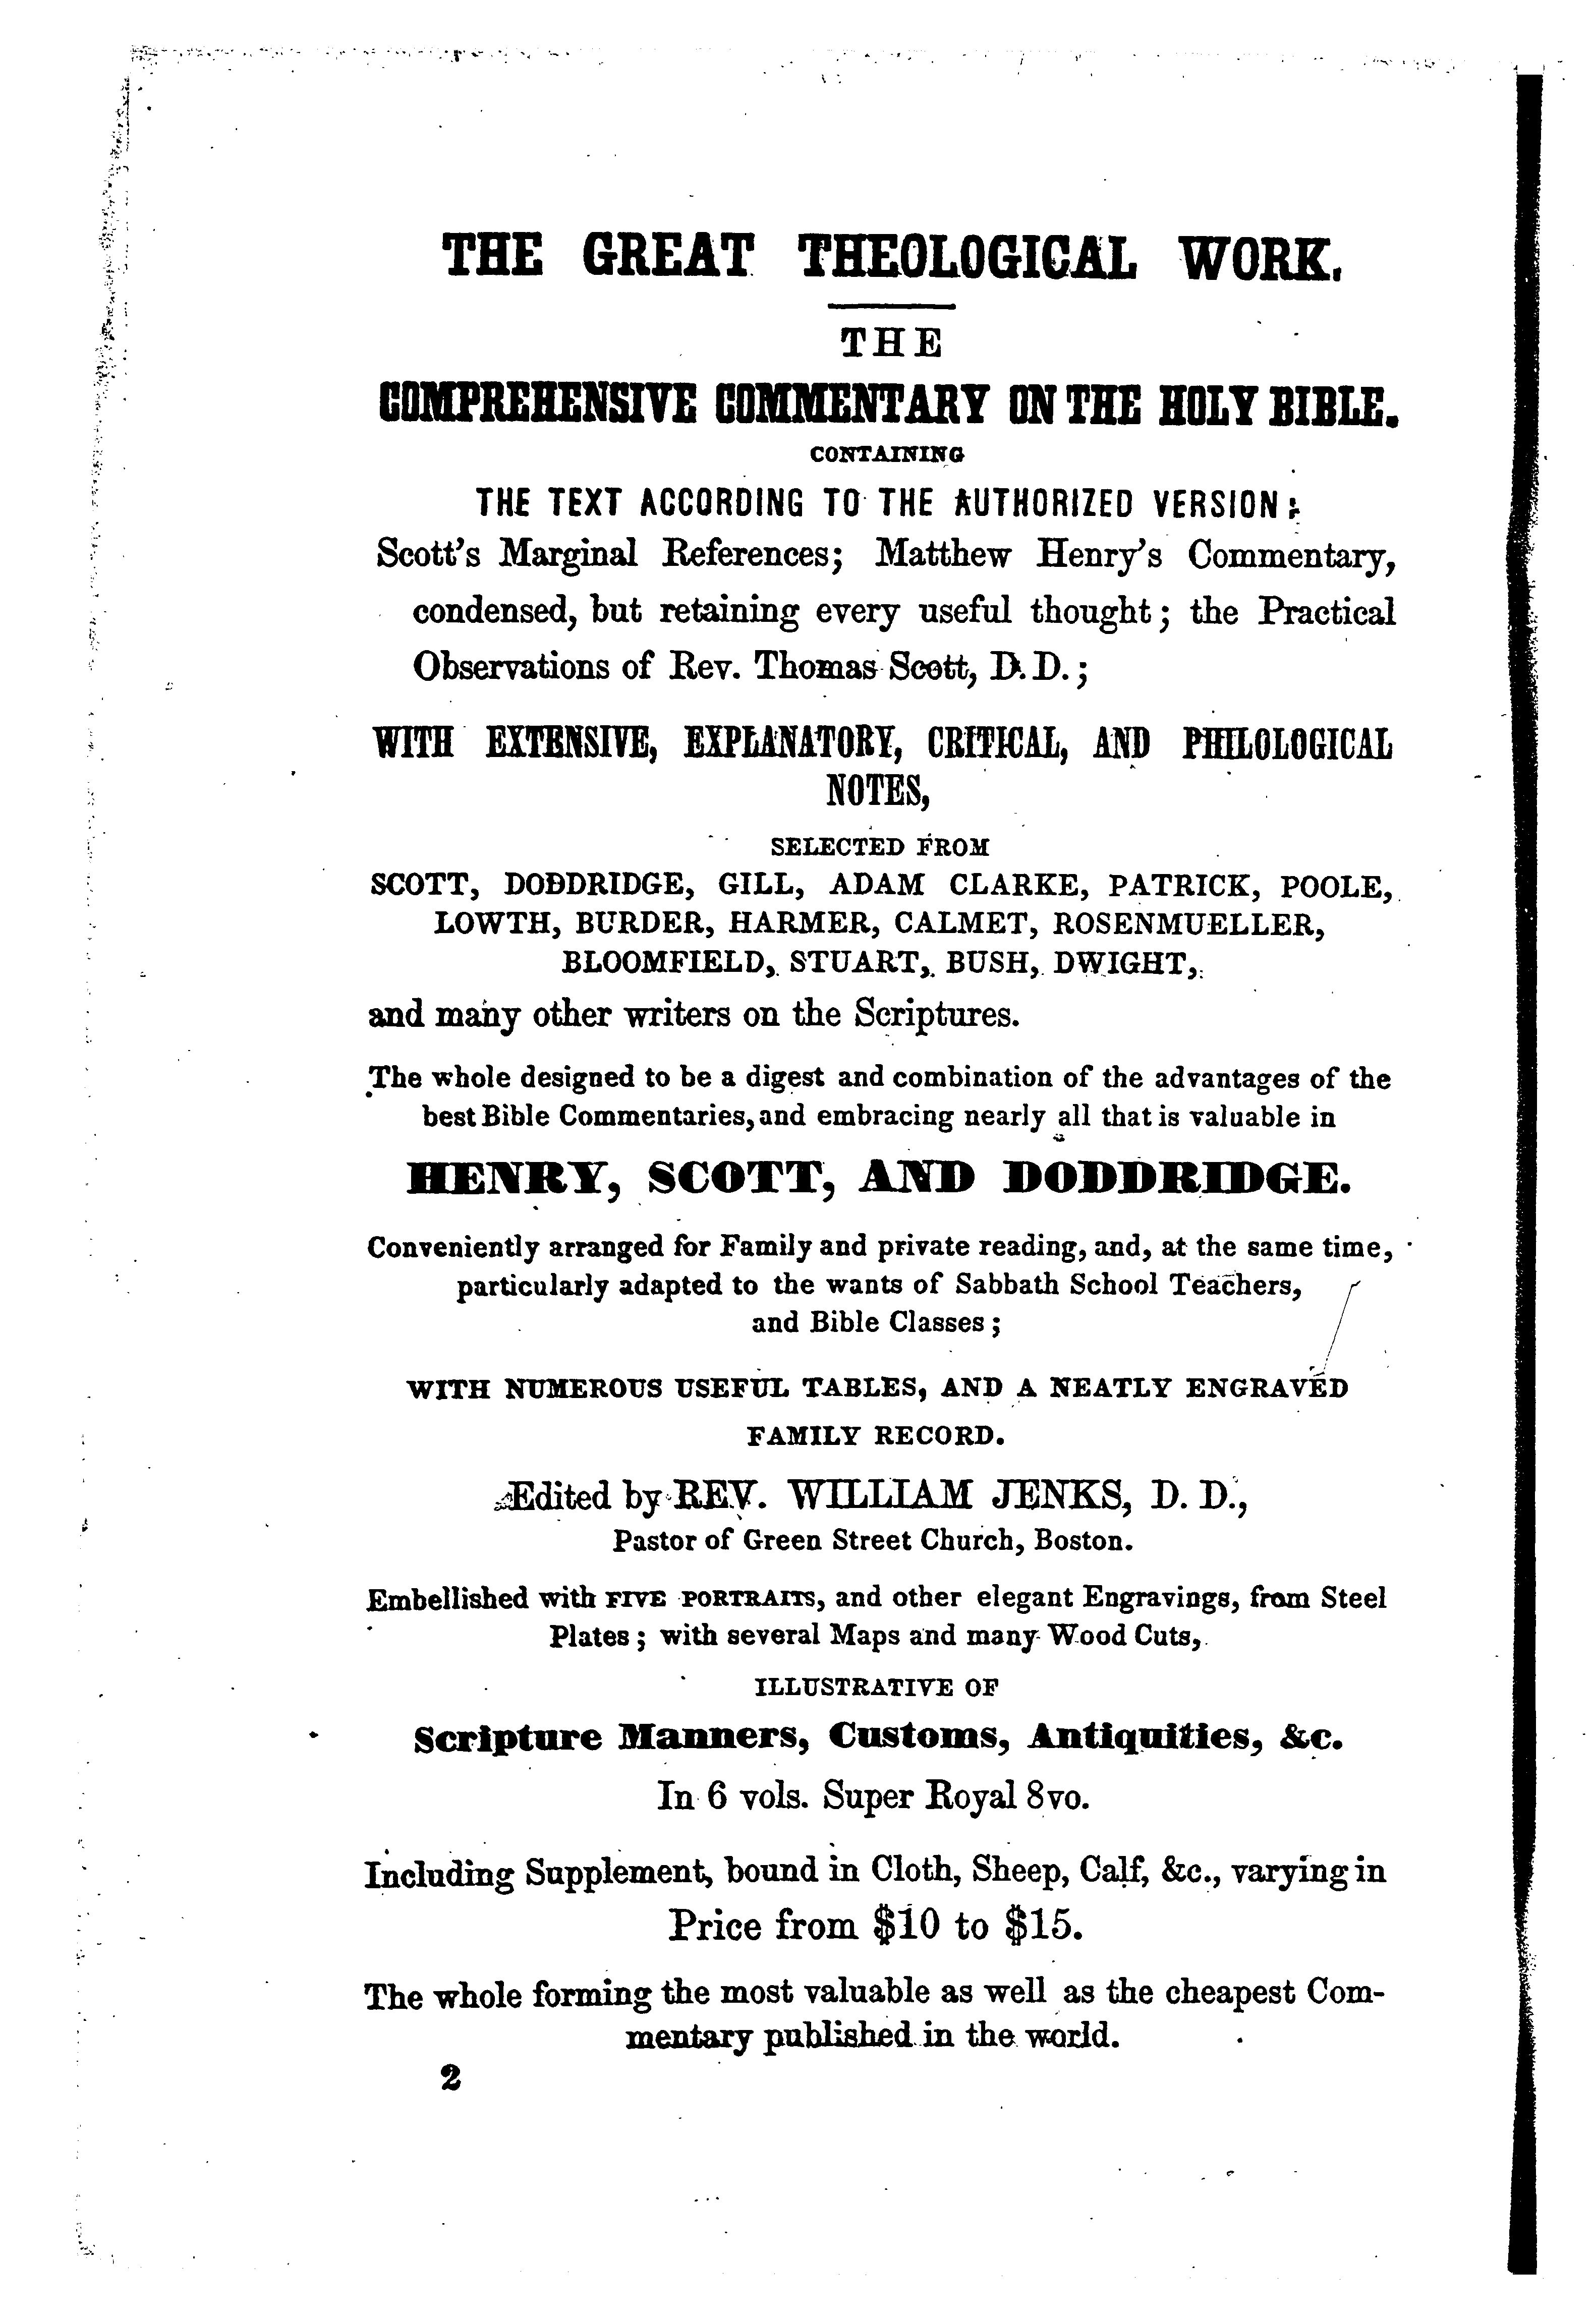 THE GREAT THEOLOGICAL WORK.
THE
COMPREHENSIVE COMMENTARY ON THE HOLY BIBLE.
CONTAINING
THE TEXT ACCORDING TO THE AUTHORIZED VERSION;
Scott's Marginal References; Matthew Henry's Commentary,
condensed, but retaining every useful thought; the Practical
Observations of Rev. Thomas Scott, D. D.;
WITH EXTENSIVE, EXPLANATORY, CRITICAL, AND PHILOLOGICAL
NOTES,
SELECTED FROM
SCOTT, DODDRIDGE, GILL, ADAM CLARKE, PATRICK, POOLE,
LOWTH, BURDER, HARMER, CALMET, ROSENMUELLER,
BLOOMFIELD, STUART, BUSH, DWIGHT,
and many other writers on the Scriptures.
The whole designed to be a digest and combination of the advantages of the
best Bible Commentaries, and embracing nearly all that is valuable in
HENRY, SCOTT, AND DODDRIDGE.
Conveniently arranged for Family and private reading, and, at the same time,
particularly adapted to the wants of Sabbath School Teachers,
and Bible Classes;
WITH NUMEROUS USEFUL TABLES, AND A NEATLY ENGRAVED
FAMILY RECORD.
Edited by REV. WILLIAM JENKS, D. D.,
Pastor of Green Street Church, Boston.
Embellished with FIVE PORTRAITS, and other elegant Engravings, from Steel
Plates; with several Maps and many Wood Cuts,
ILLUSTRATIVE OF
Scripture Manners, Customs, Antiquities, &c.
In 6 vols. Super Royal 8vo.
Including Supplement, bound in Cloth, Sheep, Calf, &c., varying in
Price from $10 to $15.
The whole forming the most valuable as well as the cheapest Com-
mentary published in the world.
2